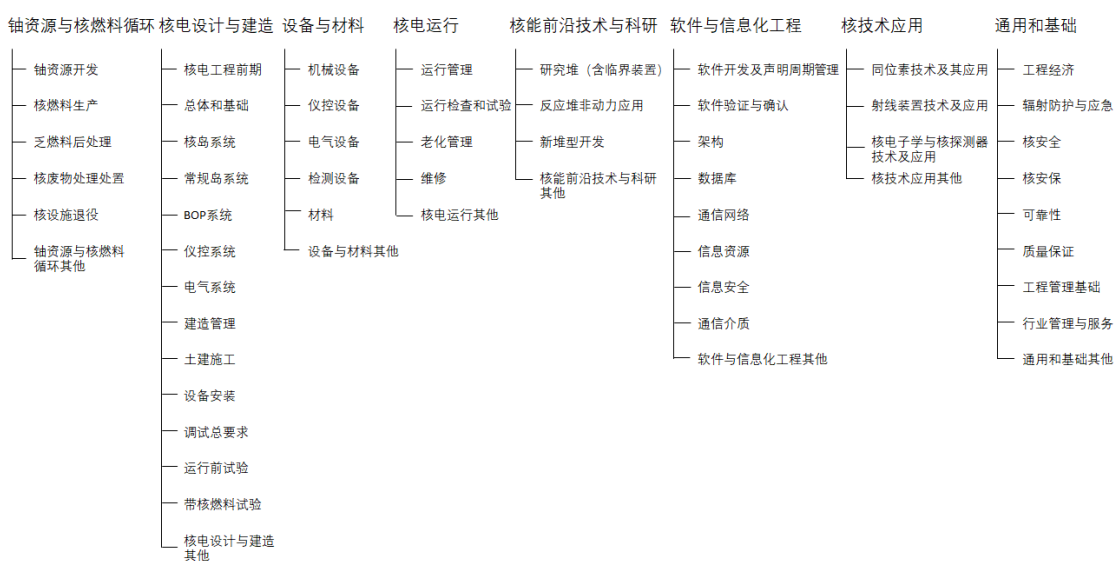 铀资源与核燃料循环
铀资源开发
核燃料生产
乏燃料后处理
核废物处理处置
核设施退役
铀资源与核燃料
循环其他
核电设计与建造
核电工程前期
总体和基础
核岛系统
常规岛系统
BOP系统
仪控系统
电气系统
建造管理
土建施工
设备安装
调试总要求
运行前试验
带核燃料试验
核电设计与建造
其他
设备与材料
机械设备
仪控设备
电气设备
检测设备
材料
设备与材料其他
核电运行
运行管理
运行检查和试验
老化管理
维修
核电运行其他
核能前沿技术与科研
研究堆（含临界装置）
反应堆非动力应用
新堆型开发
核能前沿技术与科研
其他
软件与信息化工程
软件开发及声明周期管理
软件验证与确认
架构
数据库
通信网络
信息资源
信息安全
通信介质
软件与信息化工程其他
核技术应用
同位素技术及其应用
射线装置技术及应用
核电子学与核探测器
技术及应用
核技术应用其他
通用和基础
工程经济
辐射防护与应急
核安全
核安保
可靠性
质量保证
工程管理基础
行业管理与服务
通用和基础其他